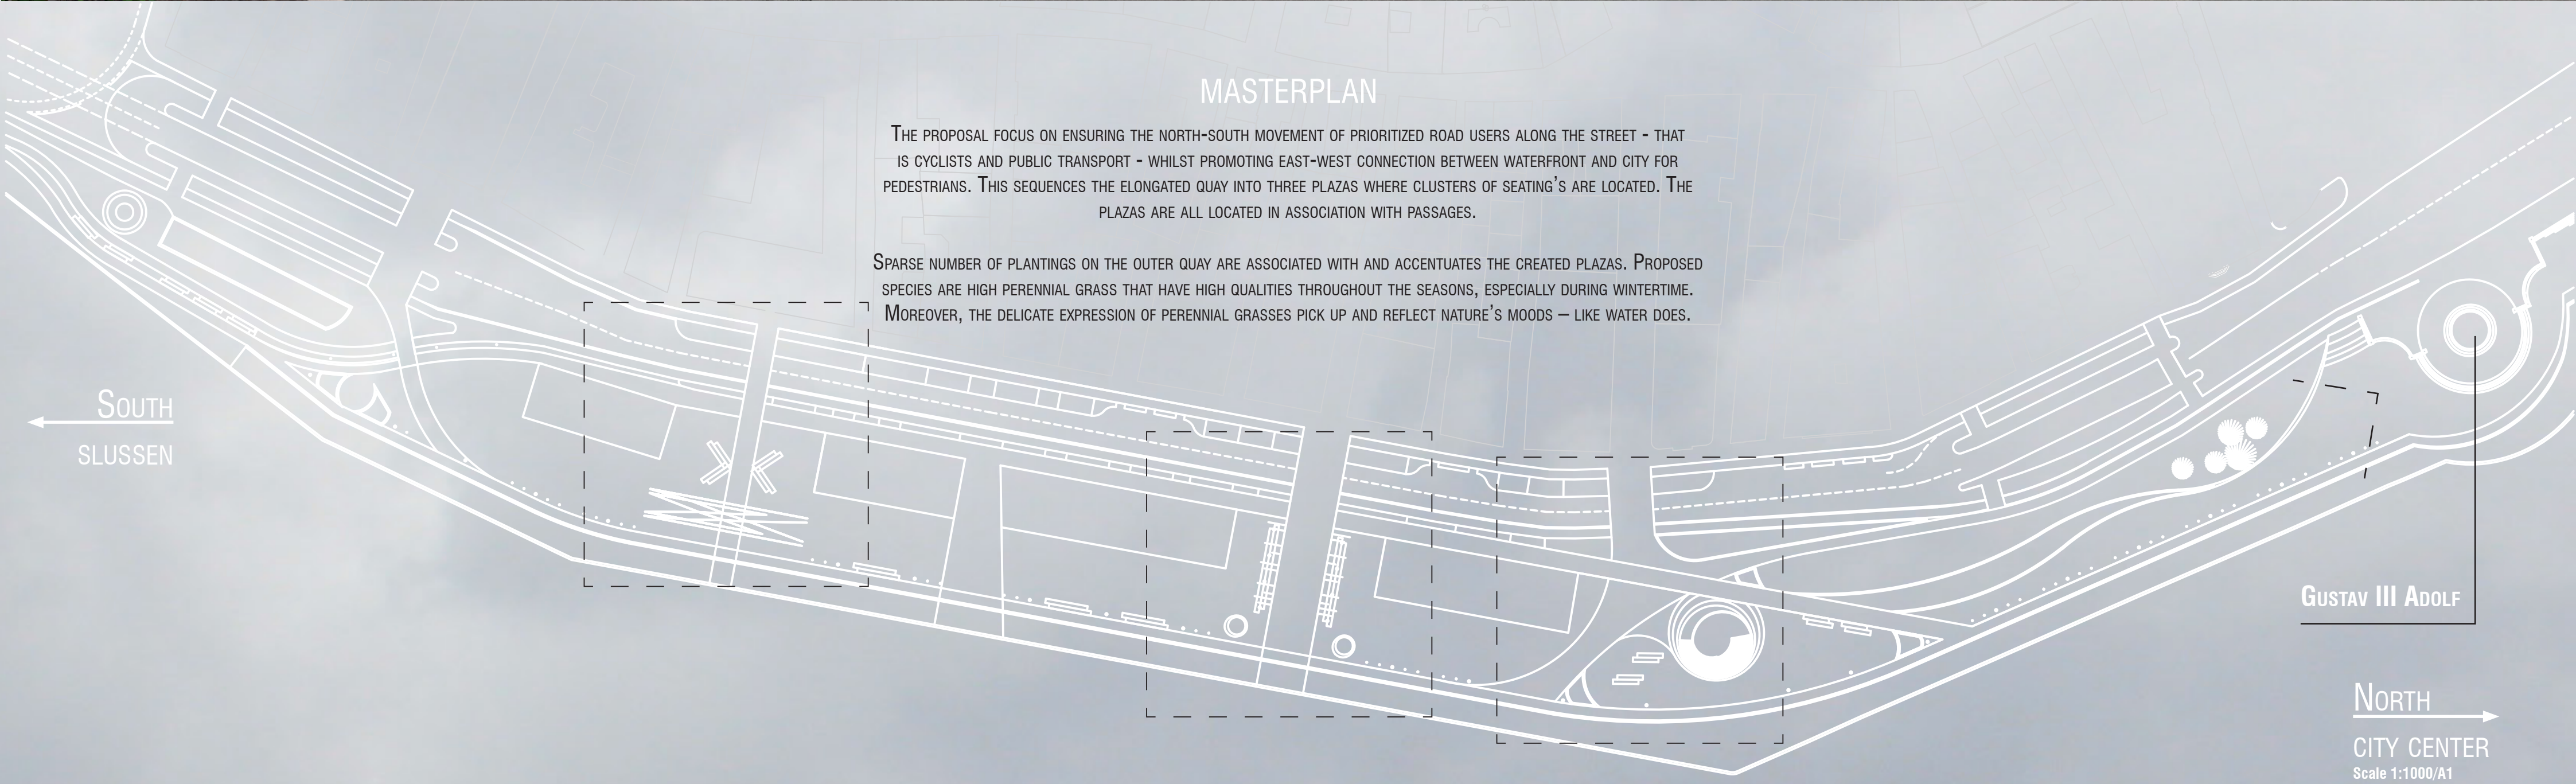 MASTERPLAN
The proposal focus on ensuring the north-south movement of prioritized road users along the street - that
is cyclists and public transport - whilst promoting east-west connection between waterfront and city for
pedestrians. This sequences the elongated quay into three plazas where clusters of seating's are located. The
plazas are all located in association with passages.
Sparse number of plantings on the outer quay are associated with and accentuates the created plazas. Proposed
species are high perennial grass that have high qualities throughout the seasons, especially during wintertime.
Moreover, the delicate expression of perennial grasses pick up and reflect nature's moods – like water does.
South
SLUSSEN
Gustav III Adolf
North
CITY CENTER
Scale 1:1000/A1